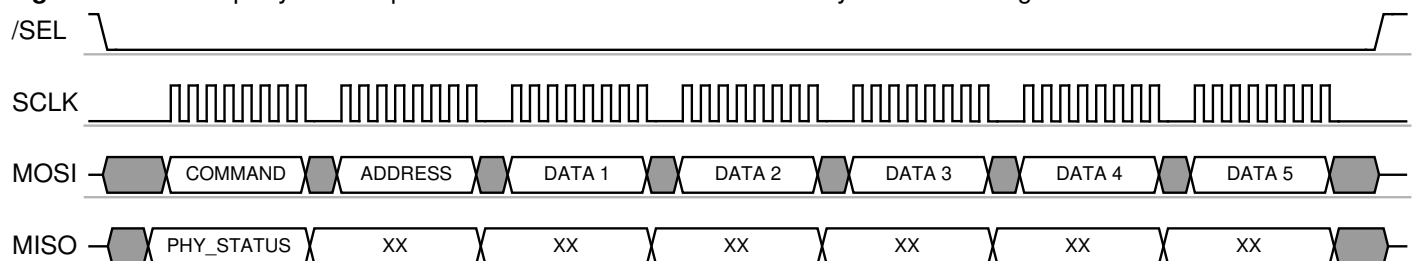 /SEL
SCLK
MOSI COMMAND ADDRESS DATA 1 DATA 2 DATA 3 DATA 4 DATA 5
MISO PHY_STATUS XX XX XX XX XX XX